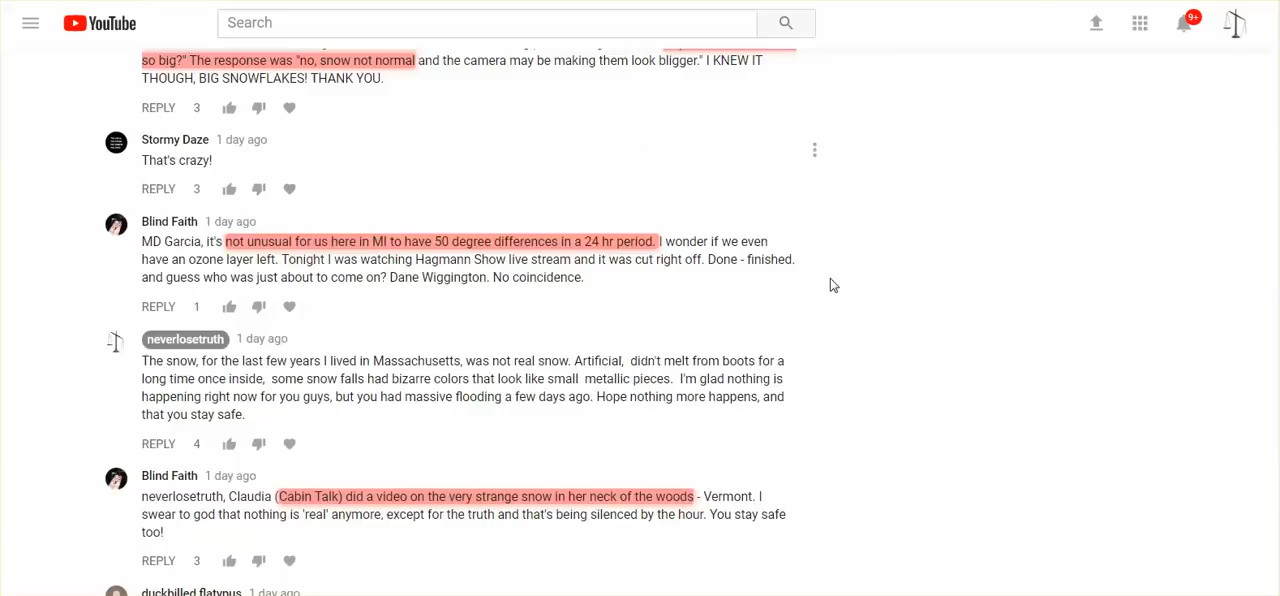 YouTube
Search
9+
so big?" The response was "no, snow not normal and the camera may be making them look bligger." I KNEW IT
THOUGH, BIG SNOWFLAKES! THANK YOU.
REPLY 3
Stormy Daze 1 day ago
That's crazy!
REPLY 3
Blind Faith 1 day ago
MD Garcia, it's not unusual for us here in MI to have 50 degree differences in a 24 hr period. I wonder if we even
have an ozone layer left. Tonight I was watching Hagmann Show live stream and it was cut right off. Done - finished.
and guess who was just about to come on? Dane Wiggington. No coincidence.
REPLY 1
neverlosetruth 1 day ago
The snow, for the last few years I lived in Massachusetts, was not real snow. Artificial, didn't melt from boots for a
long time once inside, some snow falls had bizarre colors that look like small metallic pieces. I'm glad nothing is
happening right now for you guys, but you had massive flooding a few days ago. Hope nothing more happens, and
that you stay safe.
REPLY 4
Blind Faith 1 day ago
neverlosetruth, Claudia (Cabin Talk) did a video on the very strange snow in her neck of the woods - Vermont. I
swear to god that nothing is 'real' anymore, except for the truth and that's being silenced by the hour. You stay safe
too!
REPLY 3
duckbilled flatypus 1 day ago